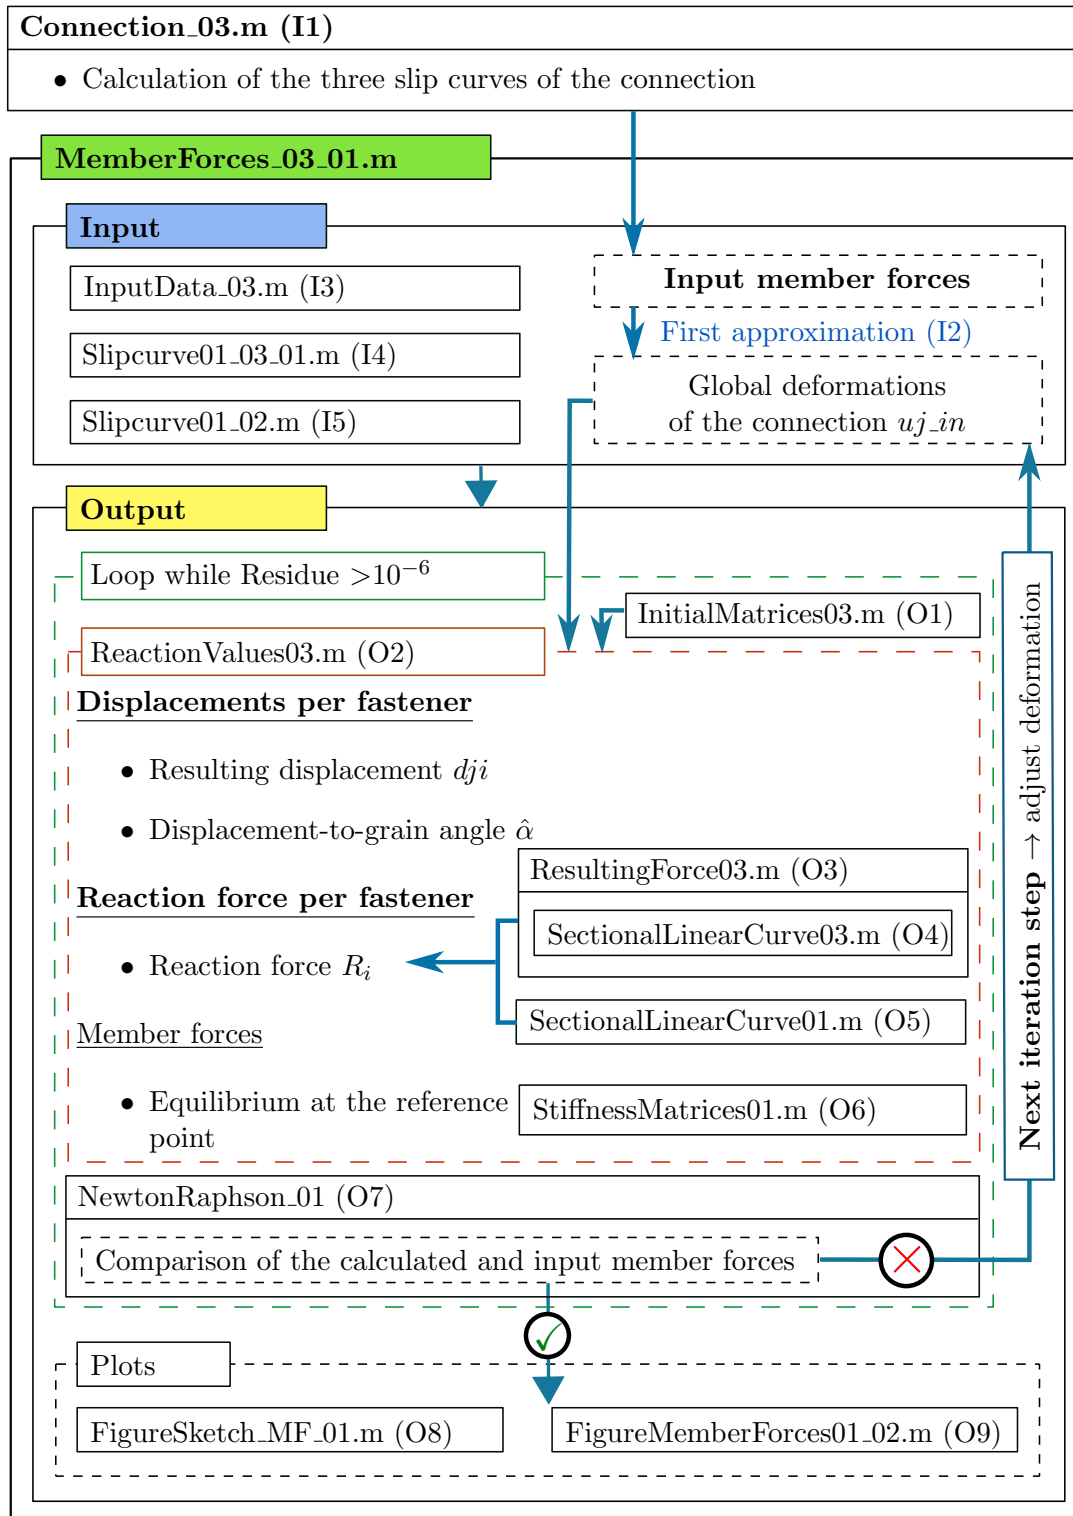 Connection_03.m (I1)
• Calculation of the three slip curves of the connection
MemberForces_03_01.m
Input
InputData_03.m (I3)
Slipcurve01_03_01.m (I4)
Slipcurve01_02.m (I5)
Input member forces
First approximation (I2)
Global deformations
of the connection uj_in
Output
Loop while Residue >10⁻⁶
InitialMatrices03.m (O1)
ReactionValues03.m (O2)
Displacements per fastener
• Resulting displacement dji
• Displacement-to-grain angle α̂
ResultingForce03.m (O3)
SectionalLinearCurve03.m (O4)
Reaction force per fastener
• Reaction force Rᵢ
SectionalLinearCurve01.m (O5)
Member forces
• Equilibrium at the reference
point
StiffnessMatrices01.m (O6)
Next iteration step → adjust deformation
NewtonRaphson_01 (O7)
Comparison of the calculated and input member forces
Plots
FigureSketch_MF_01.m (O8)
FigureMemberForces01_02.m (O9)